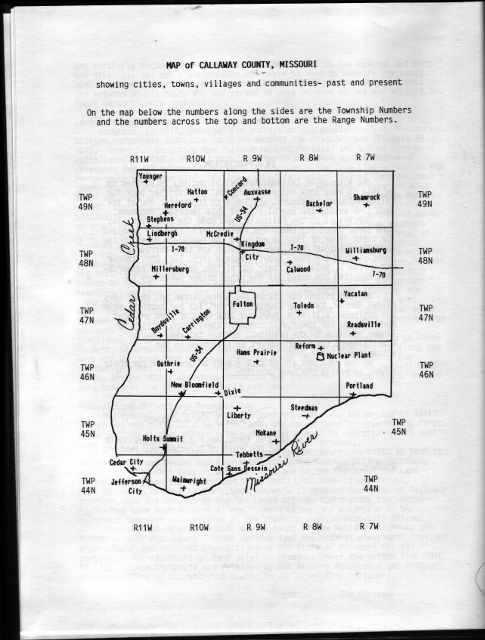 MAP of CALLAWAY COUNTY, MISSOURI
showing cities, towns, villages and communities- past and present
On the map below the numbers along the sides are the Township Numbers
and the numbers across the top and bottom are the Range Numbers.
R11W R10W R 9W R 8W R 7W
Younger
Concord
Hatton Auxvasse
TWP 49N
Hereford
Bachelor
Shamrock
TWP 49N
US-54
Stephens
Lindbergh
McCredie
Creek
I-70
Kingdom City
I-70
Williamsburg
TWP 48N
TWP 48N
Calwood
I-70
Millersburg
Cedar
Yucatan
Fulton
Toledo
TWP 47N
TWP 47N
Boydsville
Carrington
Readsville
US-54
Hams Prairie
Reform
Nuclear Plant
Guthrie
TWP 46N
TWP 46N
New Bloomfield
Dixie
Portland
Liberty
Steedman
TWP 45N
TWP 45N
Mokane
Holts Summit
Tebbetts
Cedar City
Cote Sans Dessein
Missouri River
Jefferson City
Wainwright
TWP 44N
TWP 44N
R11W R10W R 9W R 8W R 7W